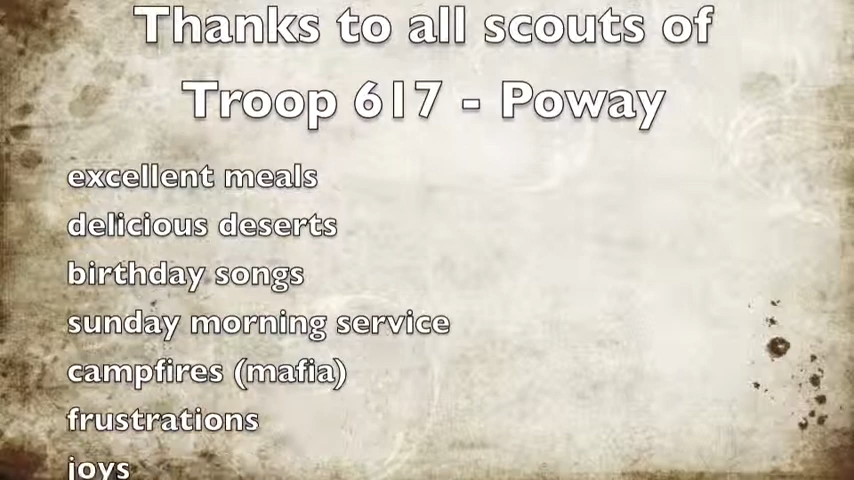 Thanks to all scouts of
Troop 617 - Poway
excellent meals
delicious deserts
birthday songs
sunday morning service
campfires (mafia)
frustrations
joys